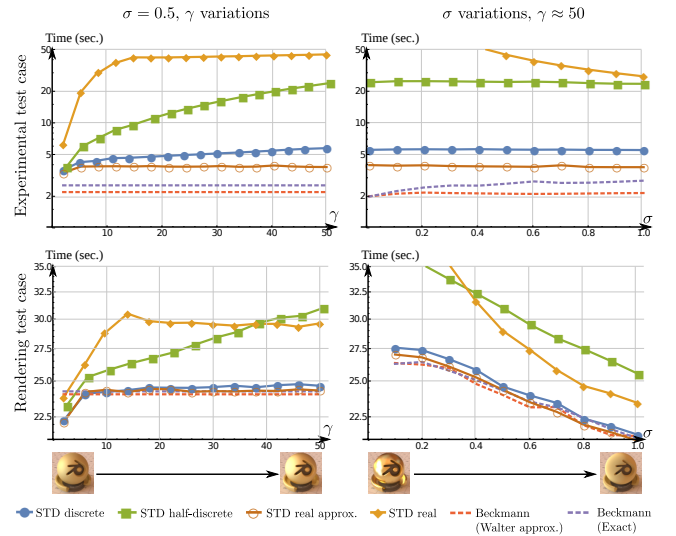 σ = 0.5, γ variations
σ variations, γ ≈ 50
Experimental test case
Time (sec.)
50
20
10
5
2
10 20 30 40 50
γ
Time (sec.)
50
20
10
5
2
0.2 0.4 0.6 0.8 1.0
σ
Rendering test case
Time (sec.)
35.0
32.5
30.0
27.5
25.0
22.5
10 20 30 40 50
γ
Time (sec.)
35.0
32.5
30.0
27.5
25.0
22.5
0.2 0.4 0.6 0.8 1.0
σ
R
R
R
R
STD discrete
STD half-discrete
STD real approx.
STD real
Beckmann
(Walter approx.)
Beckmann
(Exact)